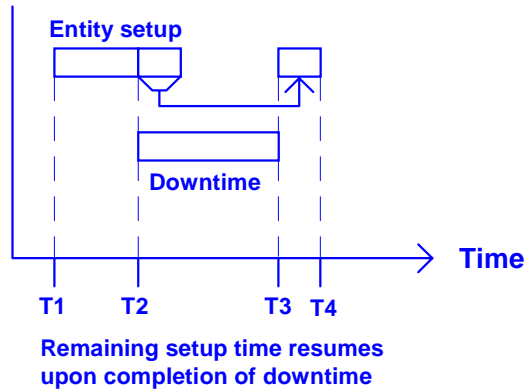 Entity setup
Downtime
Time
T1
T2
T3
T4
Remaining setup time resumes
upon completion of downtime